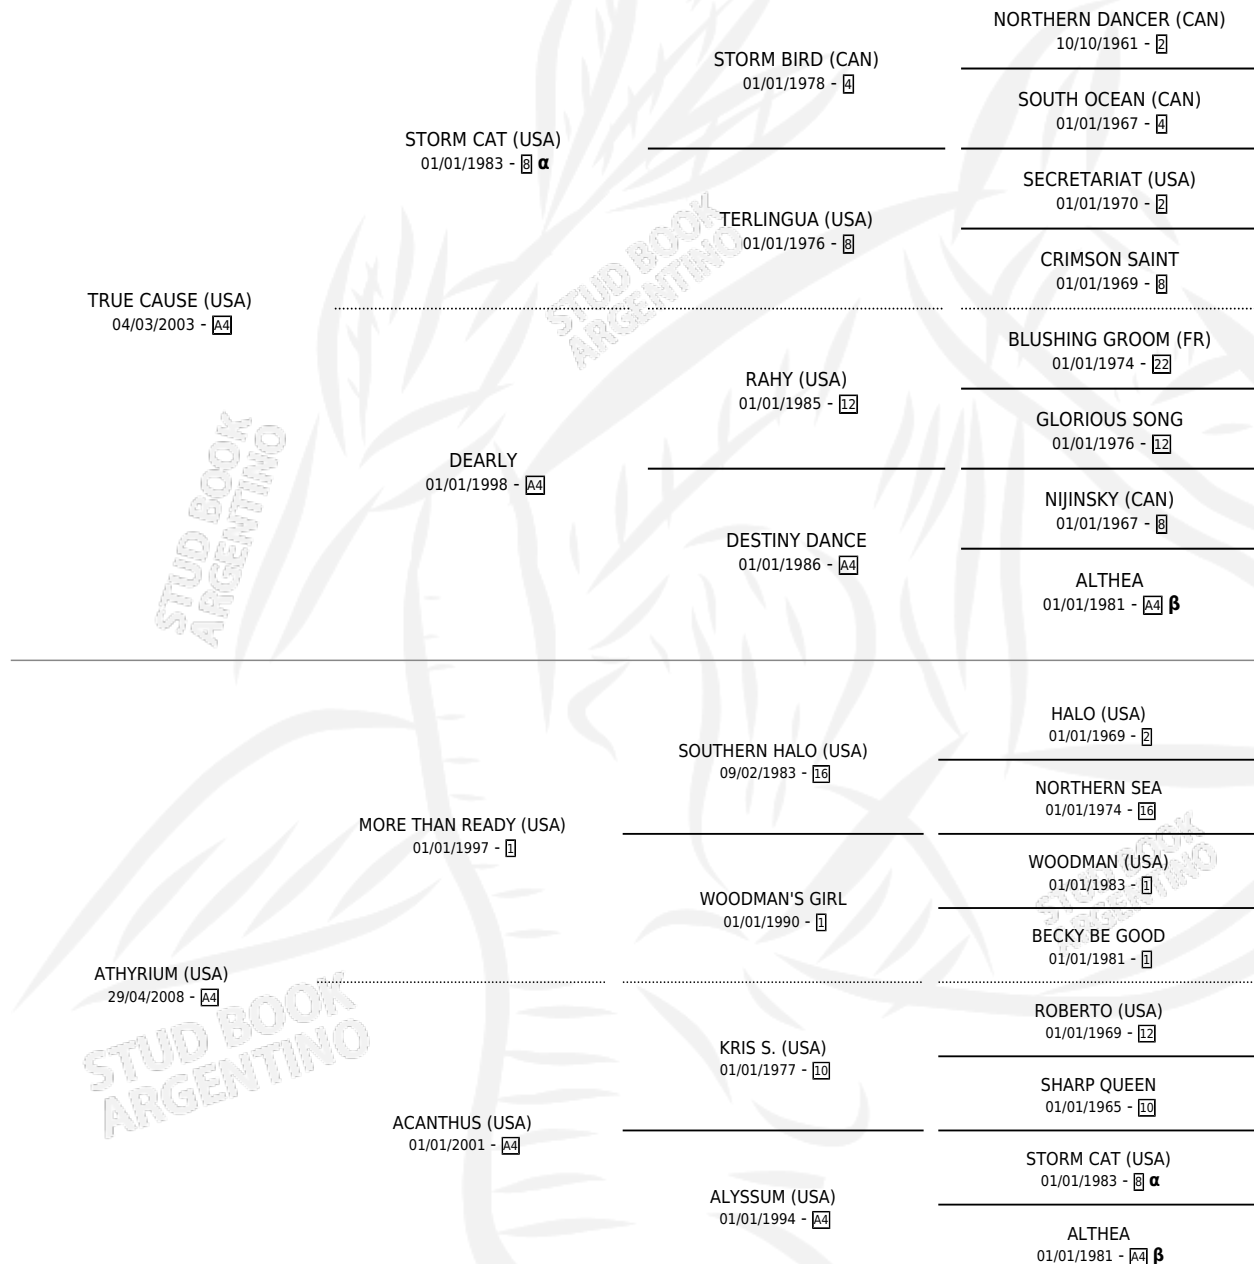 NORTHERN DANCER (CAN)
10/10/1961 - 2
STORM BIRD (CAN)
01/01/1978 - 4
SOUTH OCEAN (CAN)
01/01/1967 - 4
STORM CAT (USA)
01/01/1983 - 8 α
SECRETARIAT (USA)
01/01/1970 - 2
TERLINGUA (USA)
01/01/1976 - 8
CRIMSON SAINT
01/01/1969 - 8
TRUE CAUSE (USA)
04/03/2003 - A4
BLUSHING GROOM (FR)
01/01/1974 - 22
RAHY (USA)
01/01/1985 - 12
GLORIOUS SONG
01/01/1976 - 12
DEARLY
01/01/1998 - A4
NIJINSKY (CAN)
01/01/1967 - 8
DESTINY DANCE
01/01/1986 - A4
ALTHEA
01/01/1981 - A4 β
HALO (USA)
01/01/1969 - 2
SOUTHERN HALO (USA)
09/02/1983 - 16
NORTHERN SEA
01/01/1974 - 16
MORE THAN READY (USA)
01/01/1997 - 1
WOODMAN (USA)
01/01/1983 - 1
WOODMAN'S GIRL
01/01/1990 - 1
BECKY BE GOOD
01/01/1981 - 1
ATHYRIUM (USA)
29/04/2008 - A4
ROBERTO (USA)
01/01/1969 - 12
KRIS S. (USA)
01/01/1977 - 10
SHARP QUEEN
01/01/1965 - 10
ACANTHUS (USA)
01/01/2001 - A4
STORM CAT (USA)
01/01/1983 - 8 α
ALYSSUM (USA)
01/01/1994 - A4
ALTHEA
01/01/1981 - A4 β
STUD BOOK
ARGENTINO
STUD BOOK
ARGENTINO
STUD BOOK
ARGENTINO
STUD BOOK
ARGENTINO